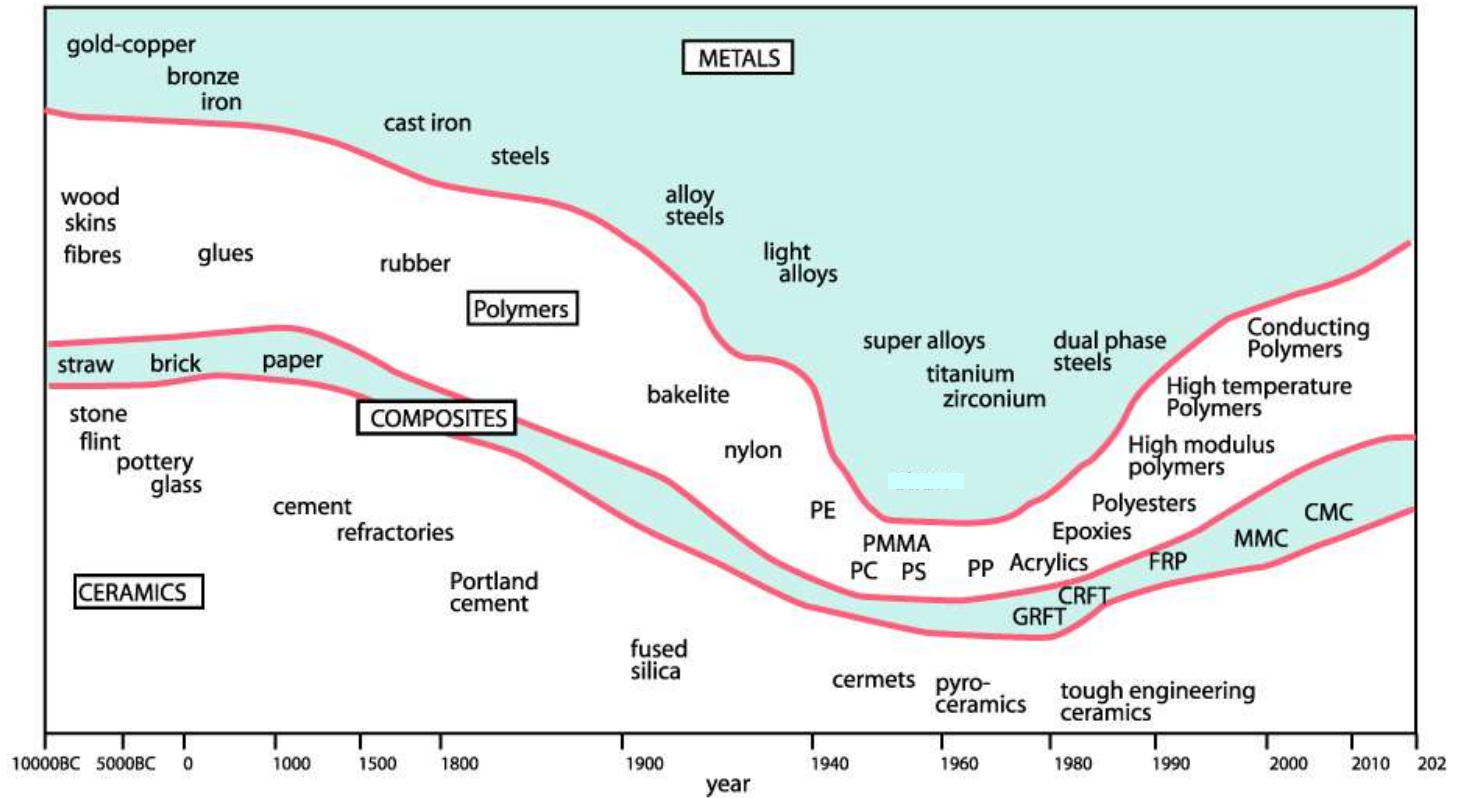 gold-copper
bronze
iron
METALS
cast iron
steels
alloy
steels
light
alloys
wood
skins
fibres
glues
rubber
Polymers
super alloys
titanium
zirconium
dual phase
steels
Conducting
Polymers
High temperature
Polymers
High modulus
polymers
Polyesters
Epoxies
Acrylics
bakelite
nylon
PE
PMMA
PC
PS
PP
straw
brick
paper
COMPOSITES
GRFT
CRFT
FRP
MMC
CMC
stone
flint
pottery
glass
cement
refractories
CERAMICS
Portland
cement
fused
silica
cermets
pyro-
ceramics
tough engineering
ceramics
10000BC 5000BC 0 1000 1500 1800 1900 1940 1960 1980 1990 2000 2010 202
year